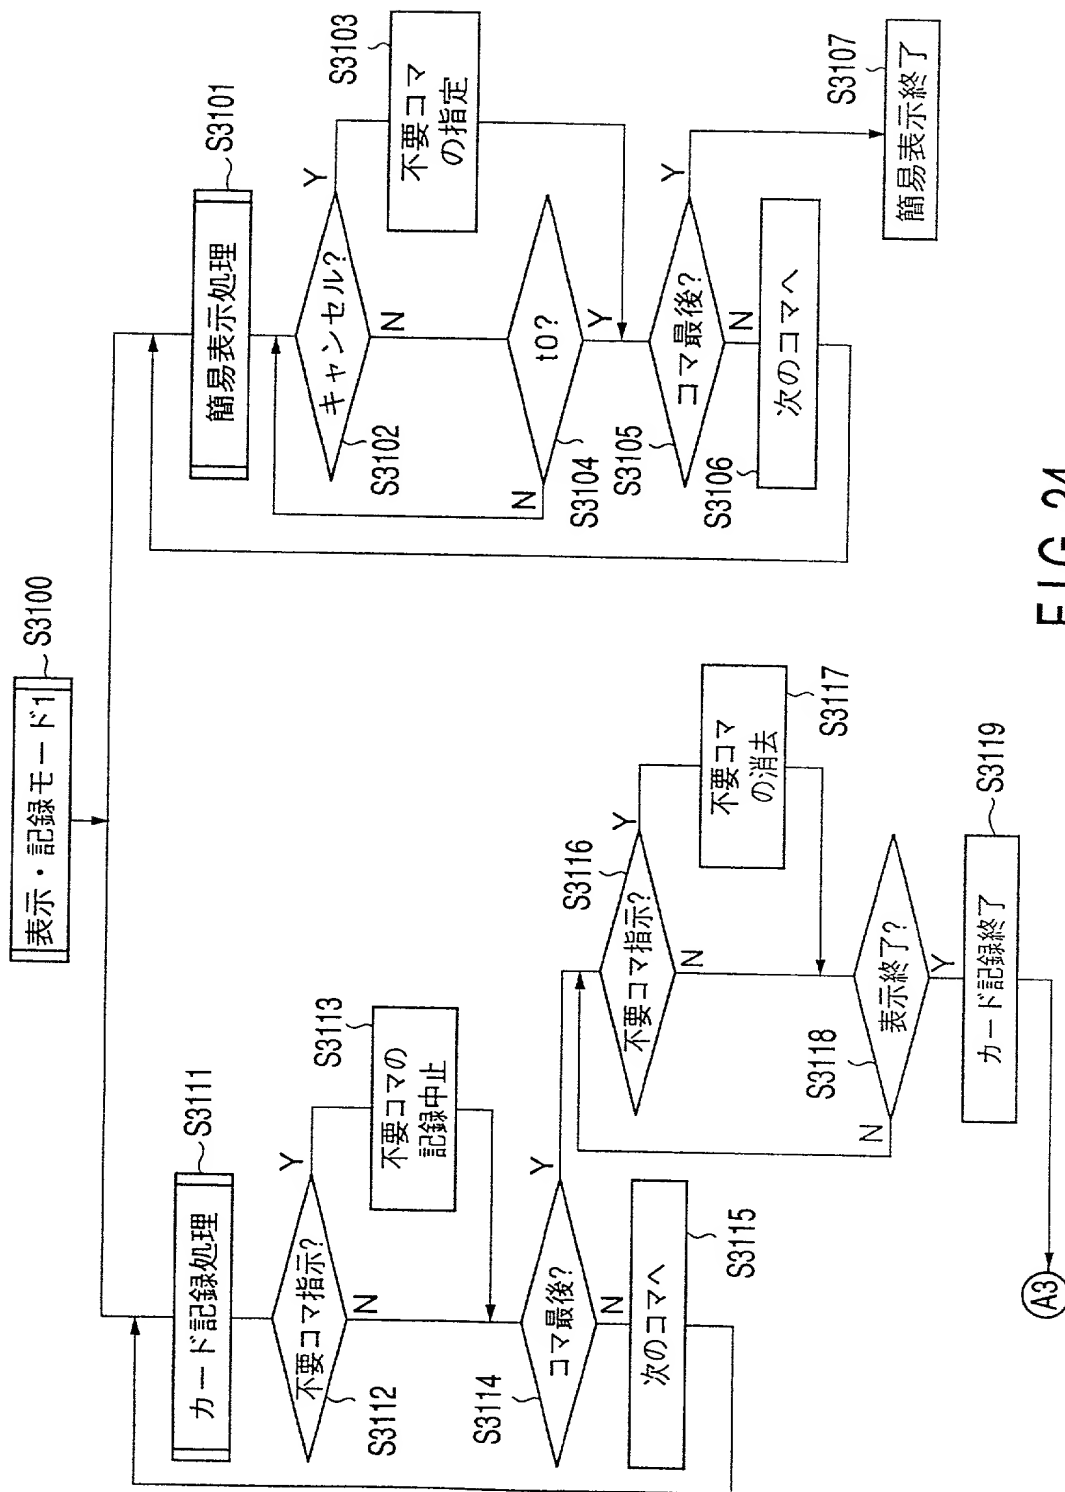 表示・記録モード1
S3100
カード記録処理
S3111
不要コマ指示?
S3112
Y
N
不要コマの
記録中止
S3113
コマ最後?
S3114
Y
N
次のコマへ
S3115
不要コマ指示?
S3116
Y
N
不要コマ
の消去
S3117
表示終了?
S3118
N
Y
カード記録終了
S3119
A3
簡易表示処理
S3101
キャンセル?
S3102
Y
N
不要コマ
の指定
S3103
t0?
S3104
N
Y
コマ最後?
S3105
Y
N
次のコマへ
S3106
簡易表示終了
S3107
FIG. 24